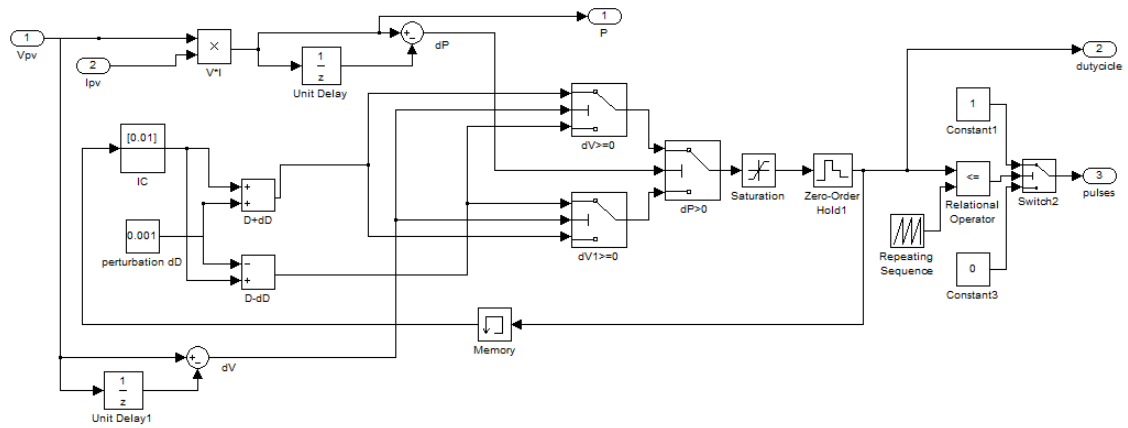 1
Vpv
2
Ipv
×
V*I
1
z
Unit Delay
+
−
dP
1
P
2
dutycicle
[0.01]
IC
0.001
perturbation dD
+
+
D+dD
−
+
D-dD
dV>=0
dV1>=0
dP>0
Saturation
Zero-Order
Hold1
1
Constant1
<=
Relational
Operator
Switch2
3
pulses
Repeating
Sequence
0
Constant3
Memory
+
−
dV
1
z
Unit Delay1